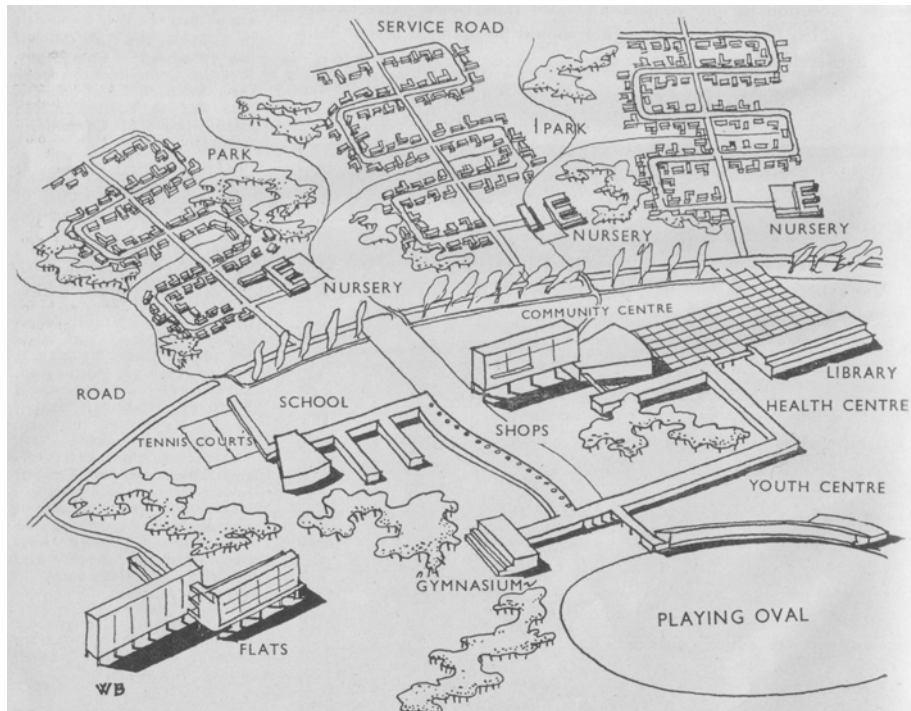 SERVICE ROAD
PARK
PARK
NURSERY
NURSERY
NURSERY
COMMUNITY CENTRE
LIBRARY
ROAD
SCHOOL
HEALTH CENTRE
TENNIS COURTS
SHOPS
YOUTH CENTRE
GYMNASIUM
PLAYING OVAL
FLATS
WB